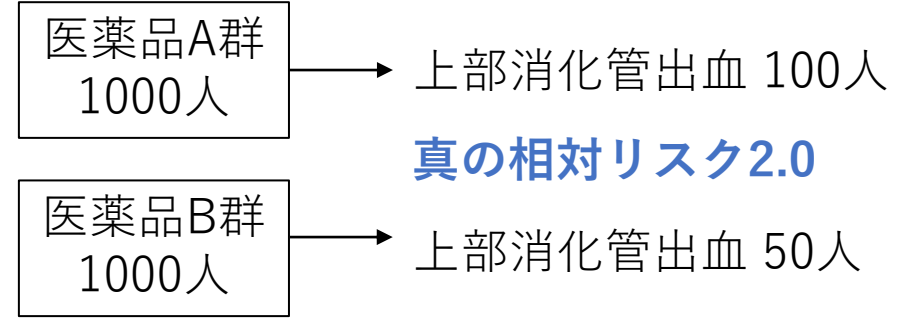 医薬品A群
1000人
上部消化管出血 100人
真の相対リスク2.0
医薬品B群
1000人
上部消化管出血 50人